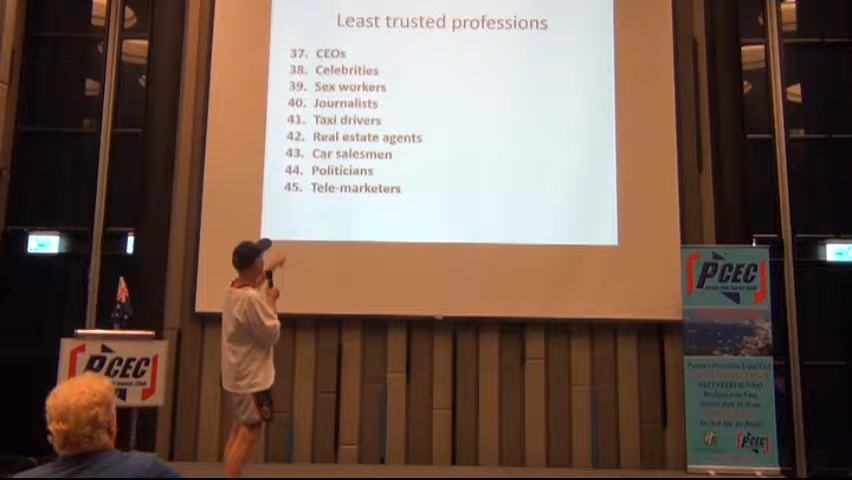 Least trusted professions
37. CEOs
38. Celebrities
39. Sex workers
40. Journalists
41. Taxi drivers
42. Real estate agents
43. Car salesmen
44. Politicians
45. Tele-marketers
PCEC
PCEC
PCEC